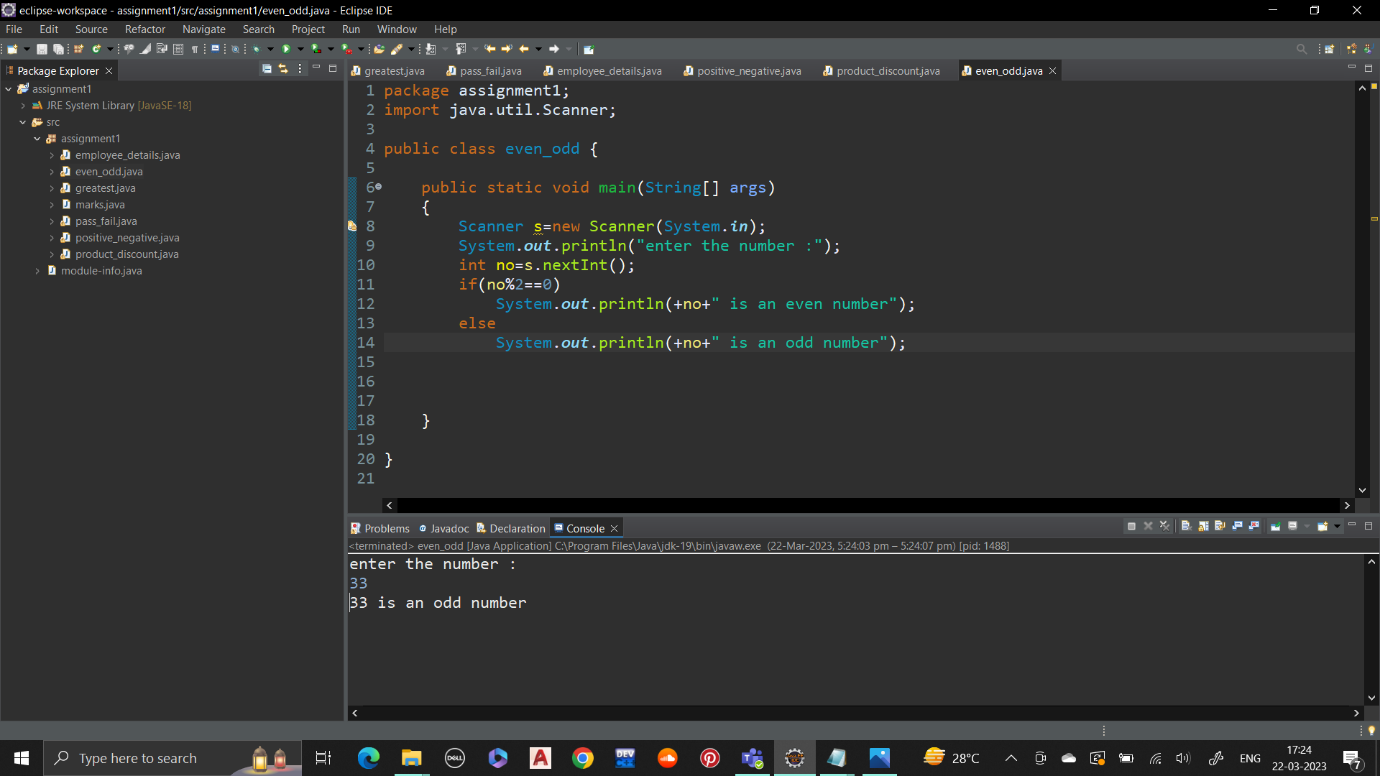 eclipse-workspace - assignment1/src/assignment1/even_odd.java - Eclipse IDE
File Edit Source Refactor Navigate Search Project Run Window Help
Package Explorer
greatest.java pass_fail.java employee_details.java positive_negative.java product_discount.java even_odd.java
assignment1
JRE System Library [JavaSE-18]
src
assignment1
employee_details.java
even_odd.java
greatest.java
marks.java
pass_fail.java
positive_negative.java
product_discount.java
module-info.java
1 package assignment1;
2 import java.util.Scanner;
3
4 public class even_odd {
5
6 public static void main(String[] args)
7 {
8 Scanner s=new Scanner(System.in);
9 System.out.println("enter the number :");
10 int no=s.nextInt();
11 if(no%2==0)
12 System.out.println(+no+" is an even number");
13 else
14 System.out.println(+no+" is an odd number");
15
16
17
18 }
19
20 }
21
Problems Javadoc Declaration Console
<terminated> even_odd [Java Application] C:\Program Files\Java\jdk-19\bin\javaw.exe (22-Mar-2023, 5:24:03 pm – 5:24:07 pm) [pid: 1488]
enter the number :
33
33 is an odd number
Type here to search
DELL
A
DEV C++
28°C
ENG
17:24
22-03-2023
7